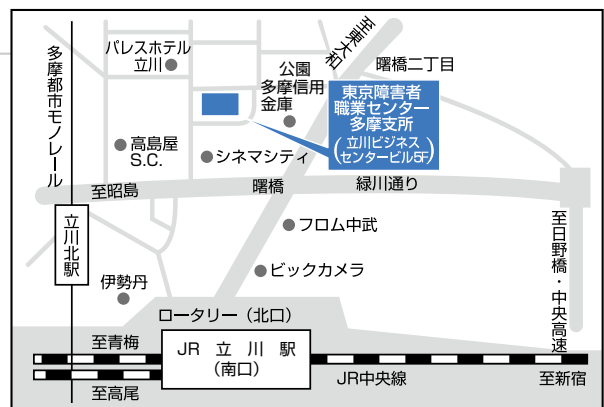 至東大和
パレスホテル
立川
公園
曙橋二丁目
多摩都市モノレール
多摩信用
金庫
東京障害者
職業センター
多摩支所
(立川ビジネス
センタービル5F)
高島屋
S.C.
シネマシティ
至昭島
曙橋
緑川通り
立川北駅
フロム中武
至日野橋・中央高速
伊勢丹
ビックカメラ
ロータリー（北口）
至青梅
JR 立 川 駅
（南口）
至高尾
JR中央線
至新宿